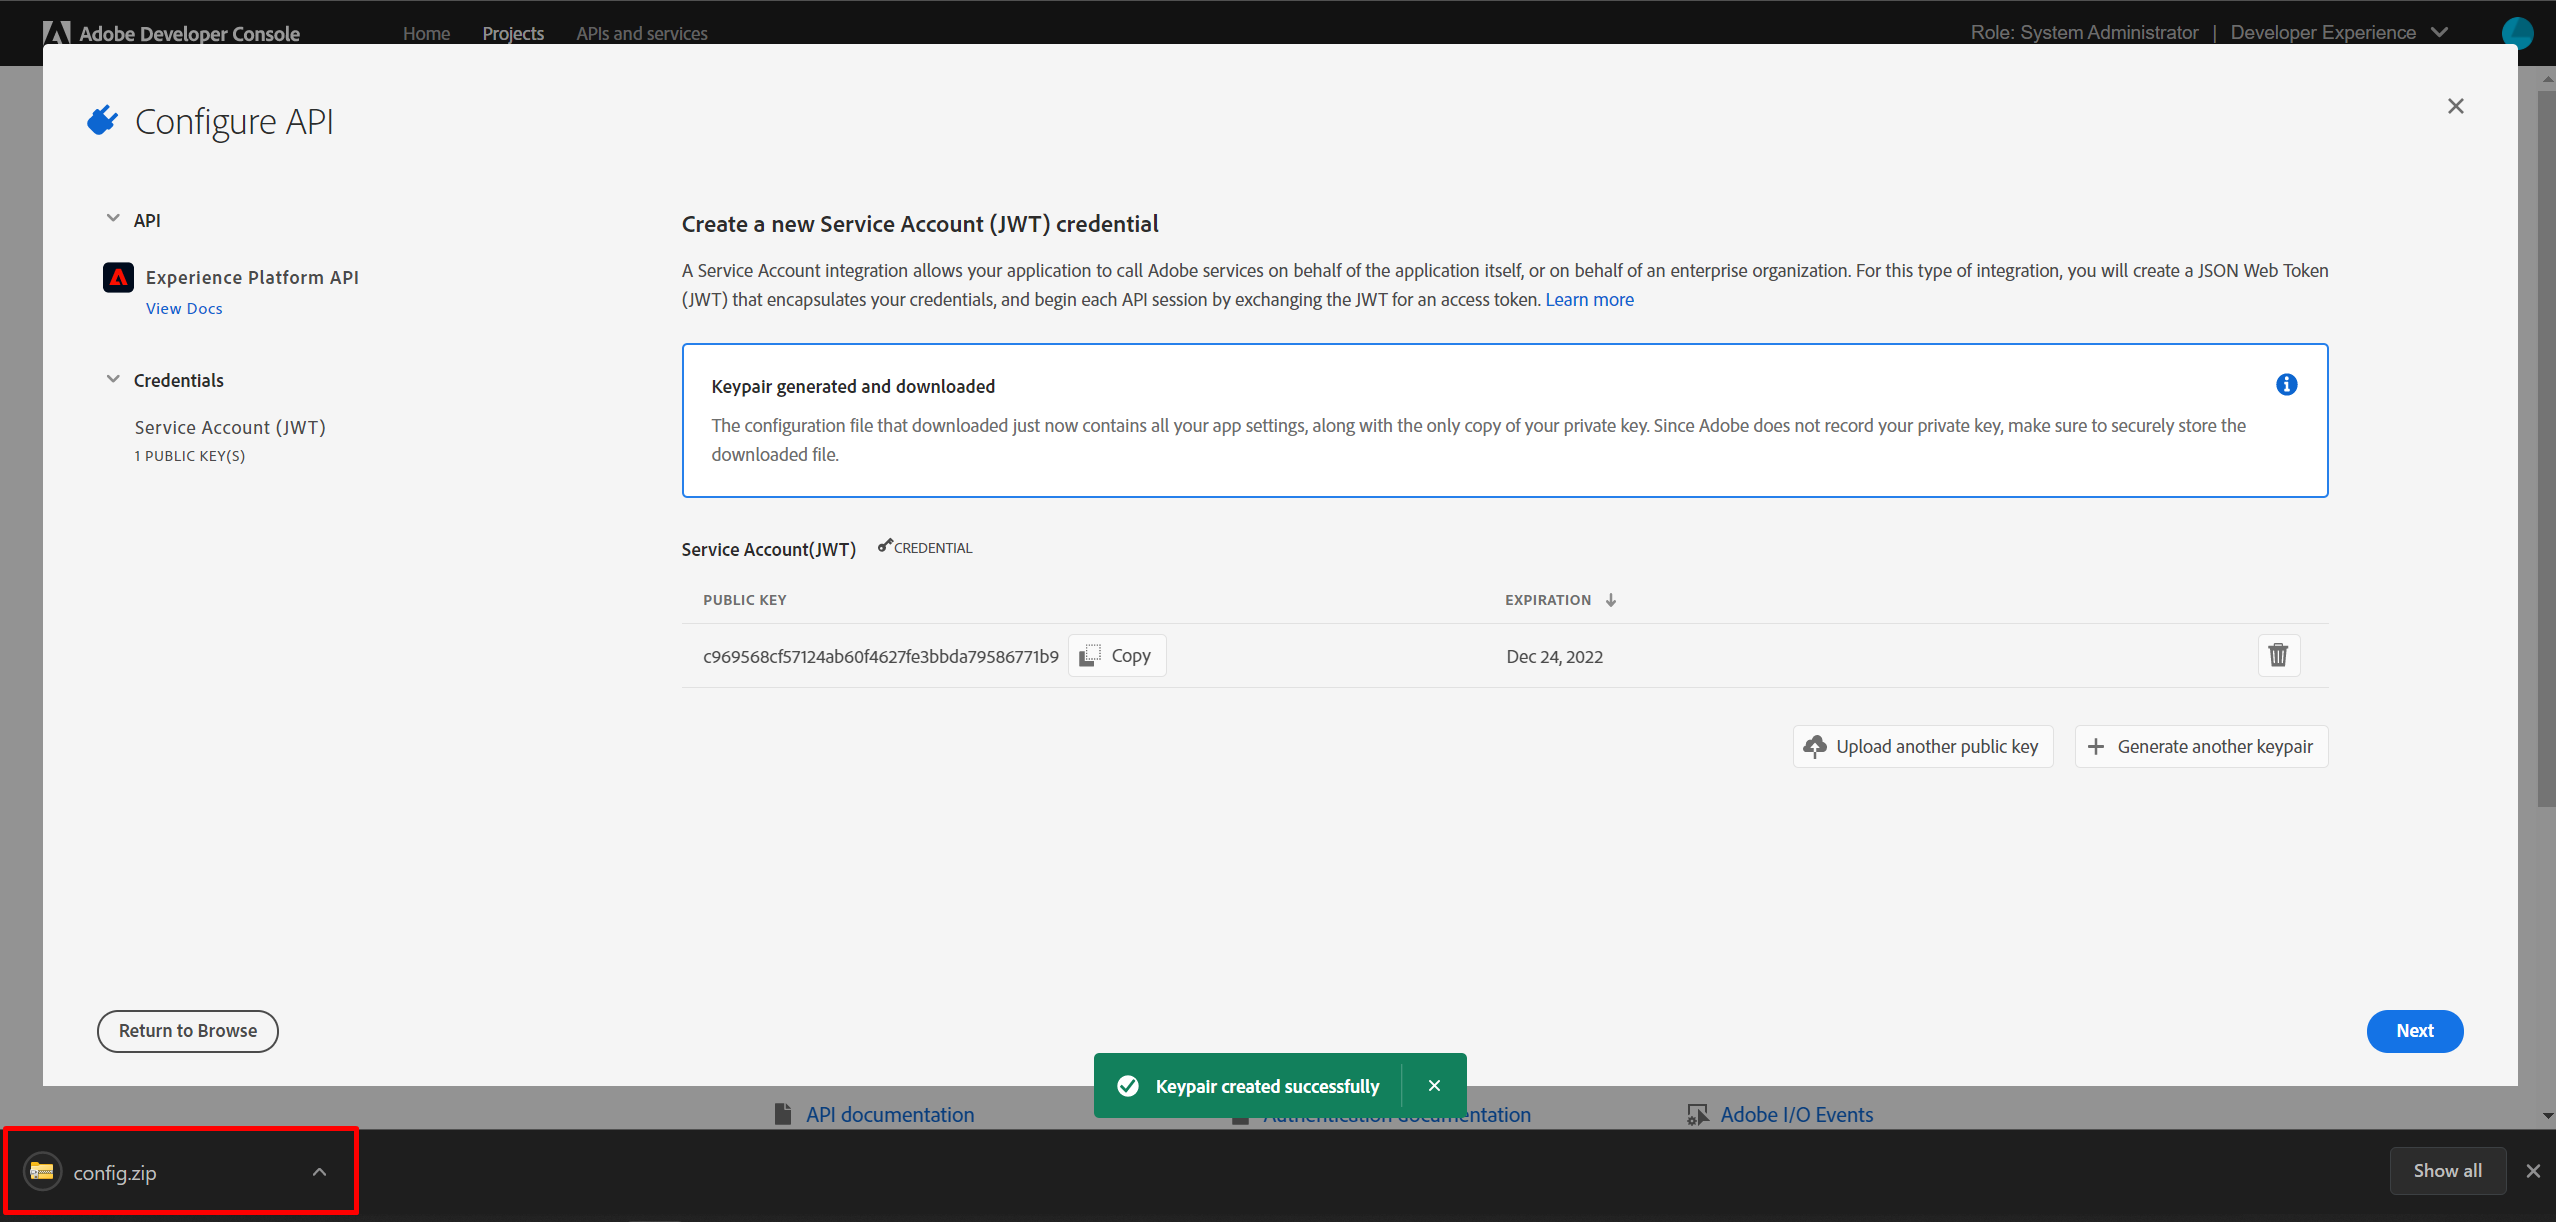 Adobe Developer Console
Home
Projects
APIs and services
Role: System Administrator | Developer Experience
Configure API
API
Experience Platform API
View Docs
Credentials
Service Account (JWT)
1 PUBLIC KEY(S)
Create a new Service Account (JWT) credential
A Service Account integration allows your application to call Adobe services on behalf of the application itself, or on behalf of an enterprise organization. For this type of integration, you will create a JSON Web Token
(JWT) that encapsulates your credentials, and begin each API session by exchanging the JWT for an access token. Learn more
Keypair generated and downloaded
The configuration file that downloaded just now contains all your app settings, along with the only copy of your private key. Since Adobe does not record your private key, make sure to securely store the
downloaded file.
Service Account(JWT)
CREDENTIAL
PUBLIC KEY
EXPIRATION
c969568cf57124ab60f4627fe3bbda79586771b9
Copy
Dec 24, 2022
Upload another public key
Generate another keypair
Return to Browse
Next
Keypair created successfully
API documentation
Authentication documentation
Adobe I/O Events
config.zip
Show all